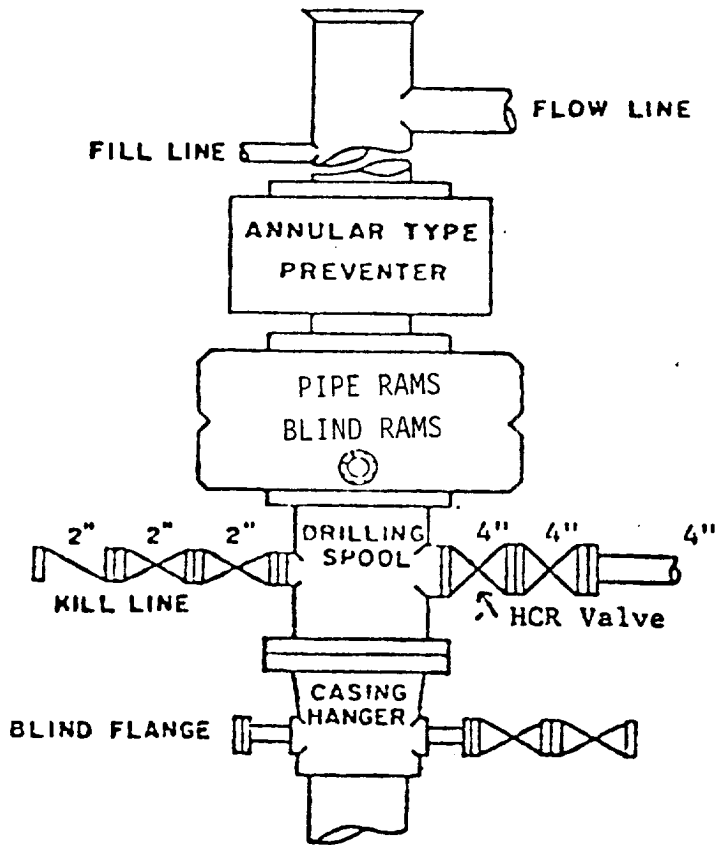 FLOW LINE
FILL LINE
ANNULAR TYPE
PREVENTER
PIPE RAMS
BLIND RAMS
2" 2" 2"
DRILLING
SPOOL
4" 4" 4"
KILL LINE
HCR Valve
CASING
HANGER
BLIND FLANGE